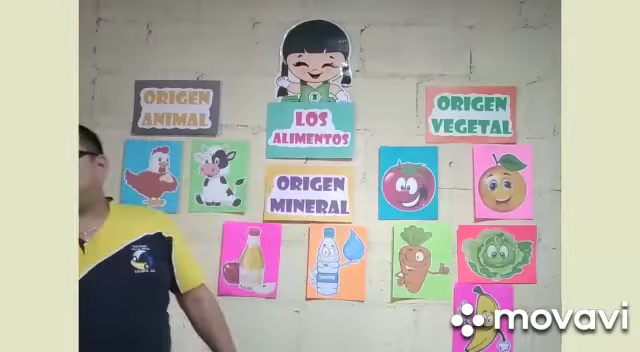 ORIGEN
ANIMAL
LOS
ALIMENTOS
ORIGEN
VEGETAL
ORIGEN
MINERAL
movavi